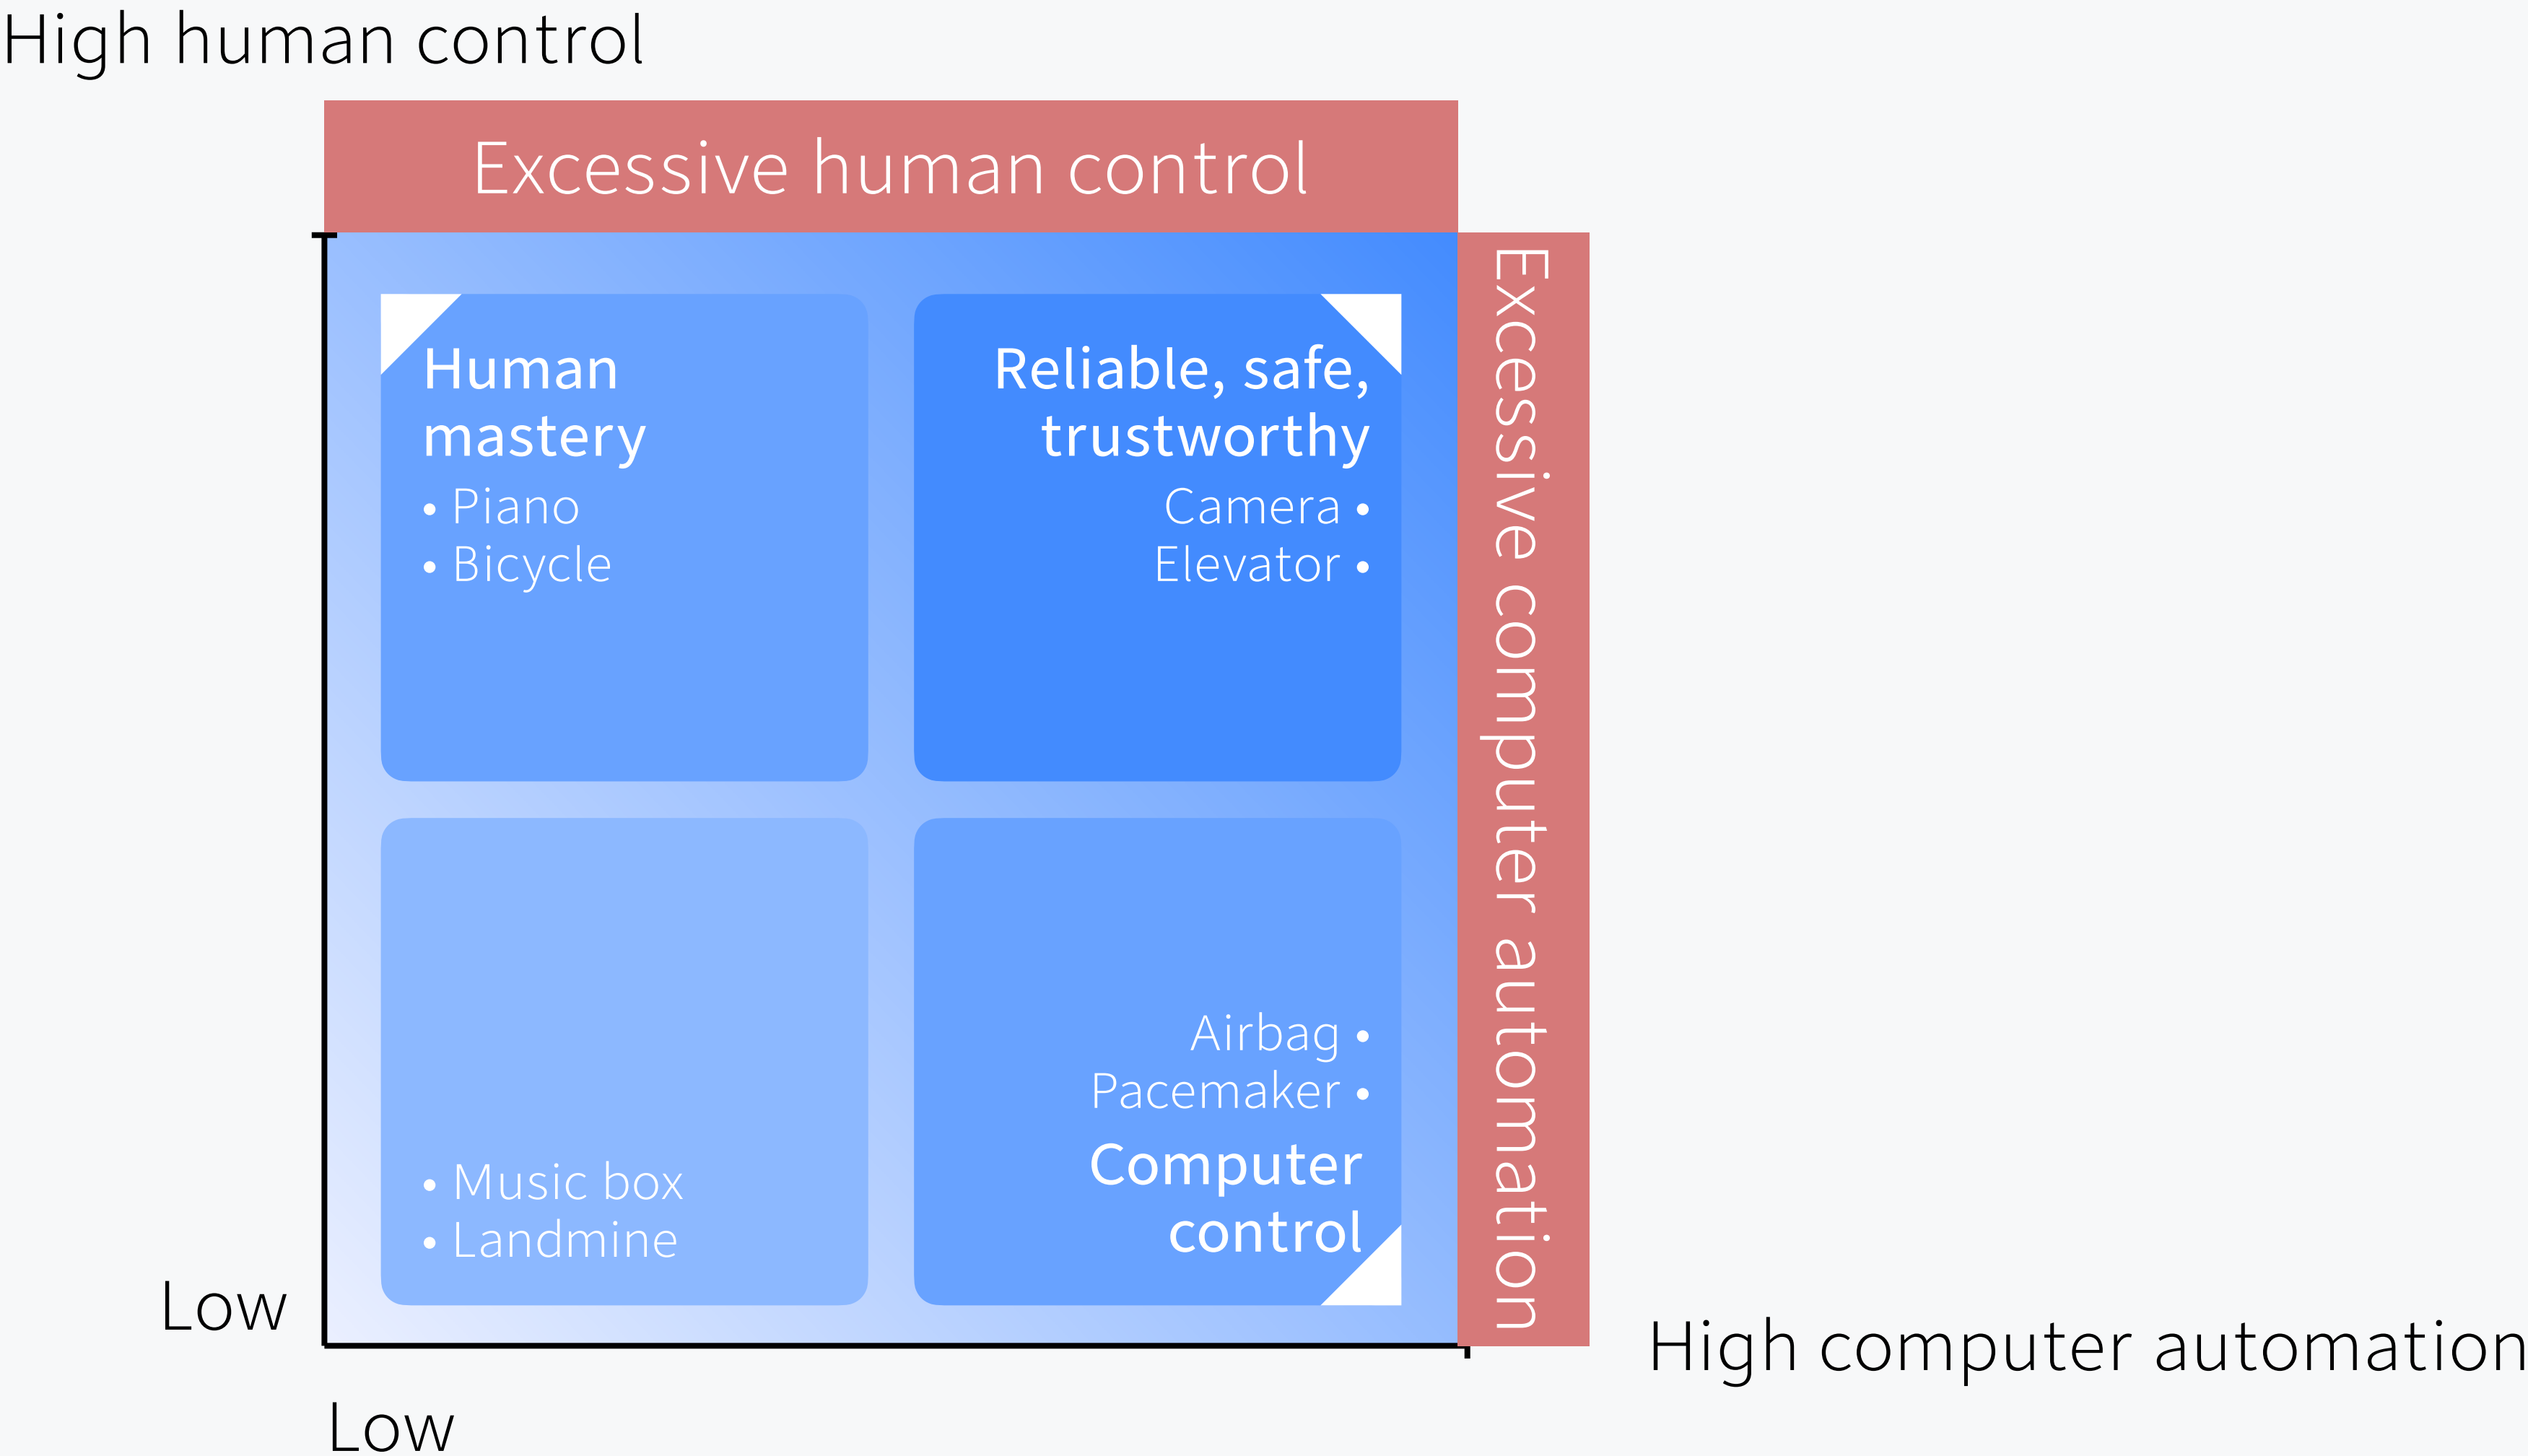 High human control
Excessive human control
Human
mastery
• Piano
• Bicycle
Reliable, safe,
trustworthy
Camera •
Elevator •
Excessive computer automation
• Music box
• Landmine
Airbag •
Pacemaker •
Computer
control
Low
Low
High computer automation